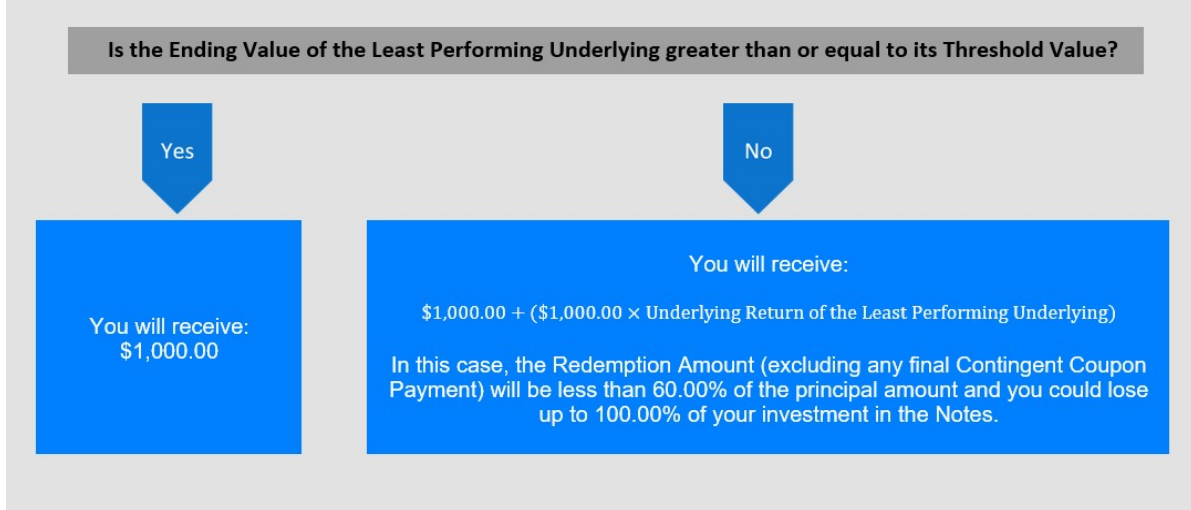 Is the Ending Value of the Least Performing Underlying greater than or equal to its Threshold Value?
Yes
No
You will receive:
$1,000.00
You will receive:
$1,000.00 + ($1,000.00 × Underlying Return of the Least Performing Underlying)
In this case, the Redemption Amount (excluding any final Contingent Coupon
Payment) will be less than 60.00% of the principal amount and you could lose
up to 100.00% of your investment in the Notes.